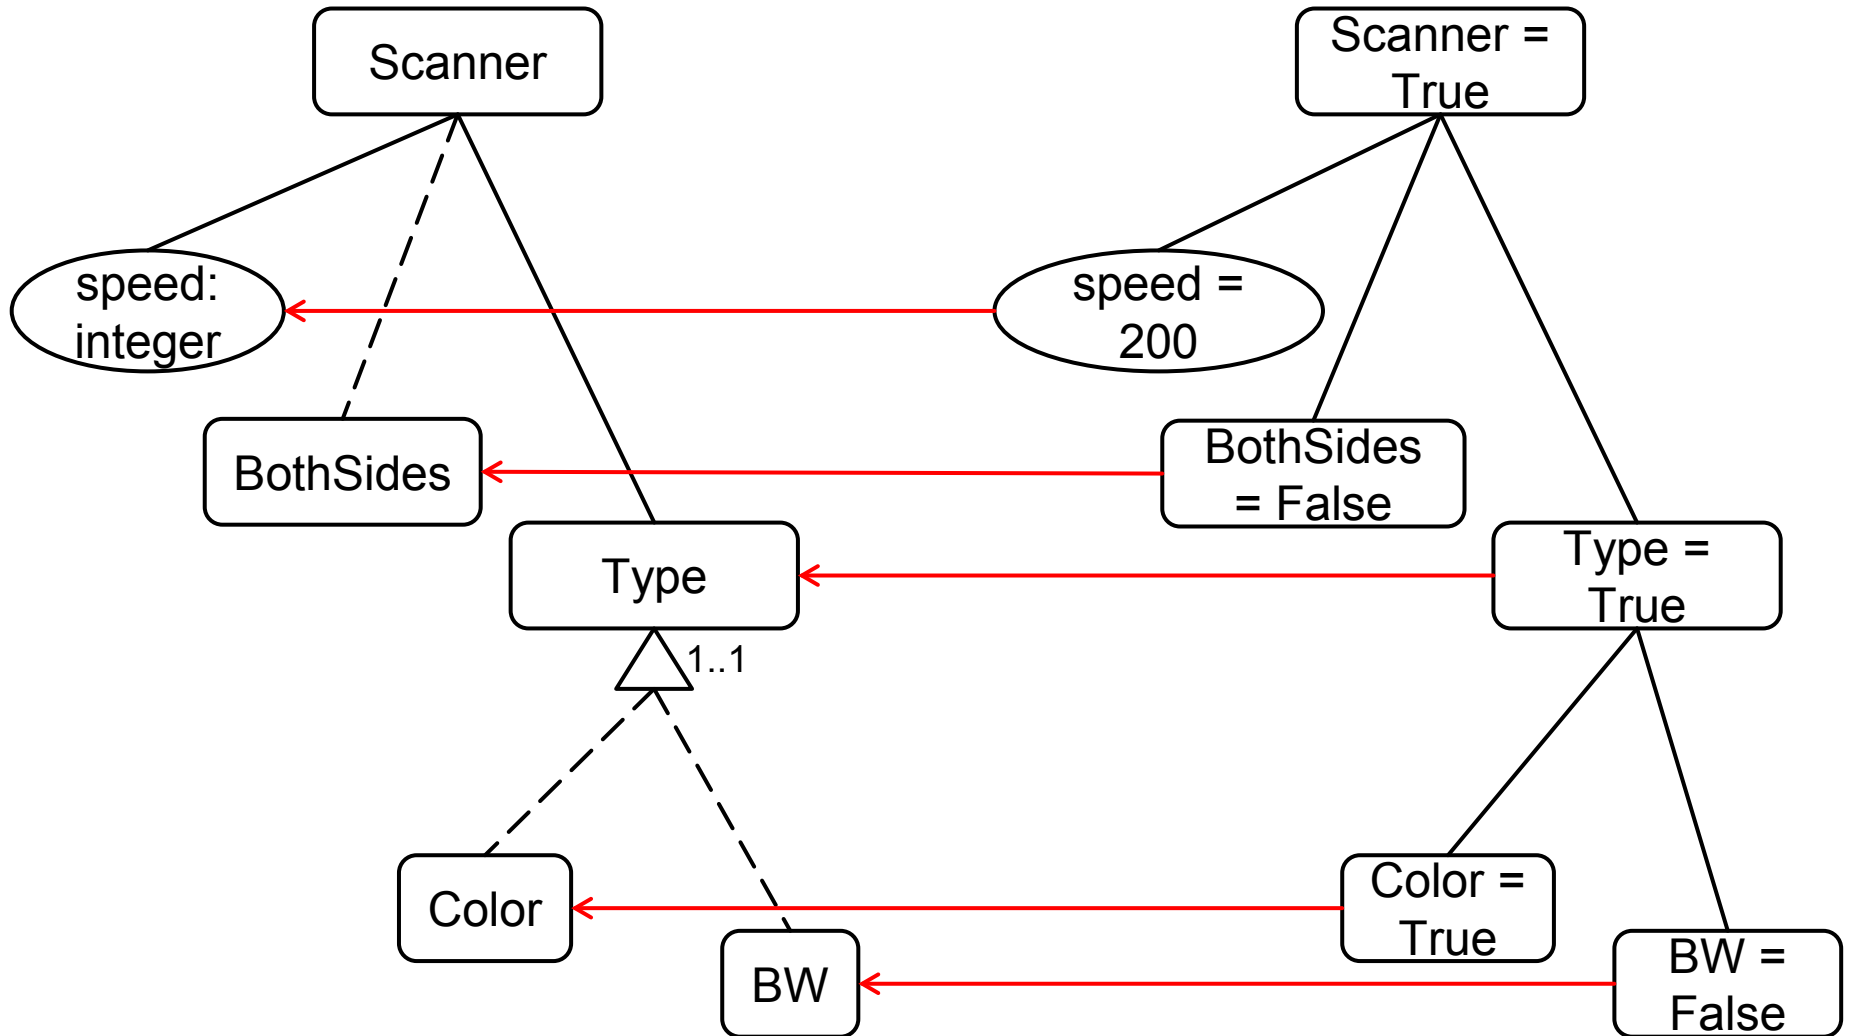 Scanner
speed:
integer
BothSides
Type
1..1
Color
BW
Scanner =
True
speed =
200
BothSides
= False
Type =
True
Color =
True
BW =
False